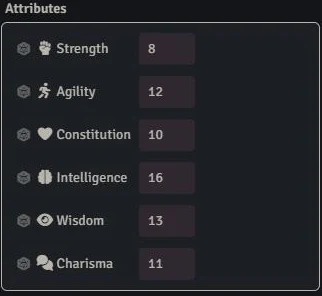 Attributes
Strength 8
Agility 12
Constitution 10
Intelligence 16
Wisdom 13
Charisma 11